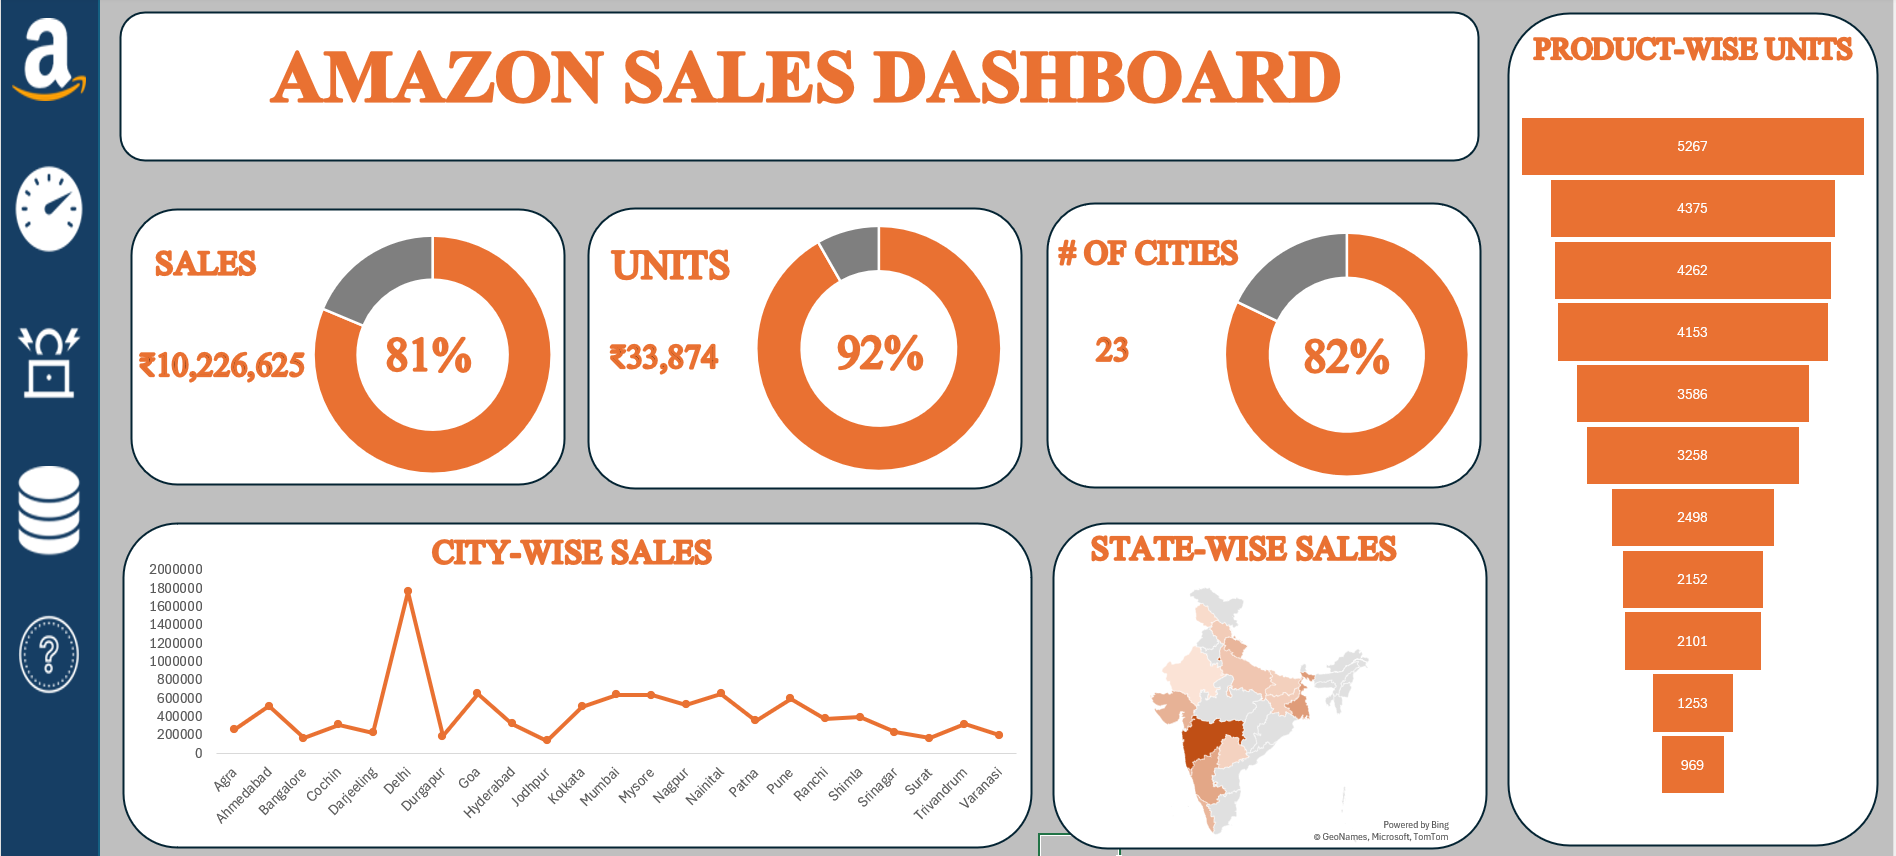 a
AMAZON SALES DASHBOARD
SALES
₹10,226,625
81%
UNITS
₹33,874
92%
# OF CITIES
23
82%
CITY-WISE SALES
2000000
1800000
1600000
1400000
1200000
1000000
800000
600000
400000
200000
0
Agra
Ahmedabad
Bangalore
Cochin
Darjeeling
Delhi
Durgapur
Goa
Hyderabad
Jodhpur
Kolkata
Mumbai
Mysore
Nagpur
Nainital
Patna
Pune
Ranchi
Shimla
Srinagar
Surat
Trivandrum
Varanasi
STATE-WISE SALES
Powered by Bing
© GeoNames, Microsoft, TomTom
PRODUCT-WISE UNITS
5267
4375
4262
4153
3586
3258
2498
2152
2101
1253
969
?